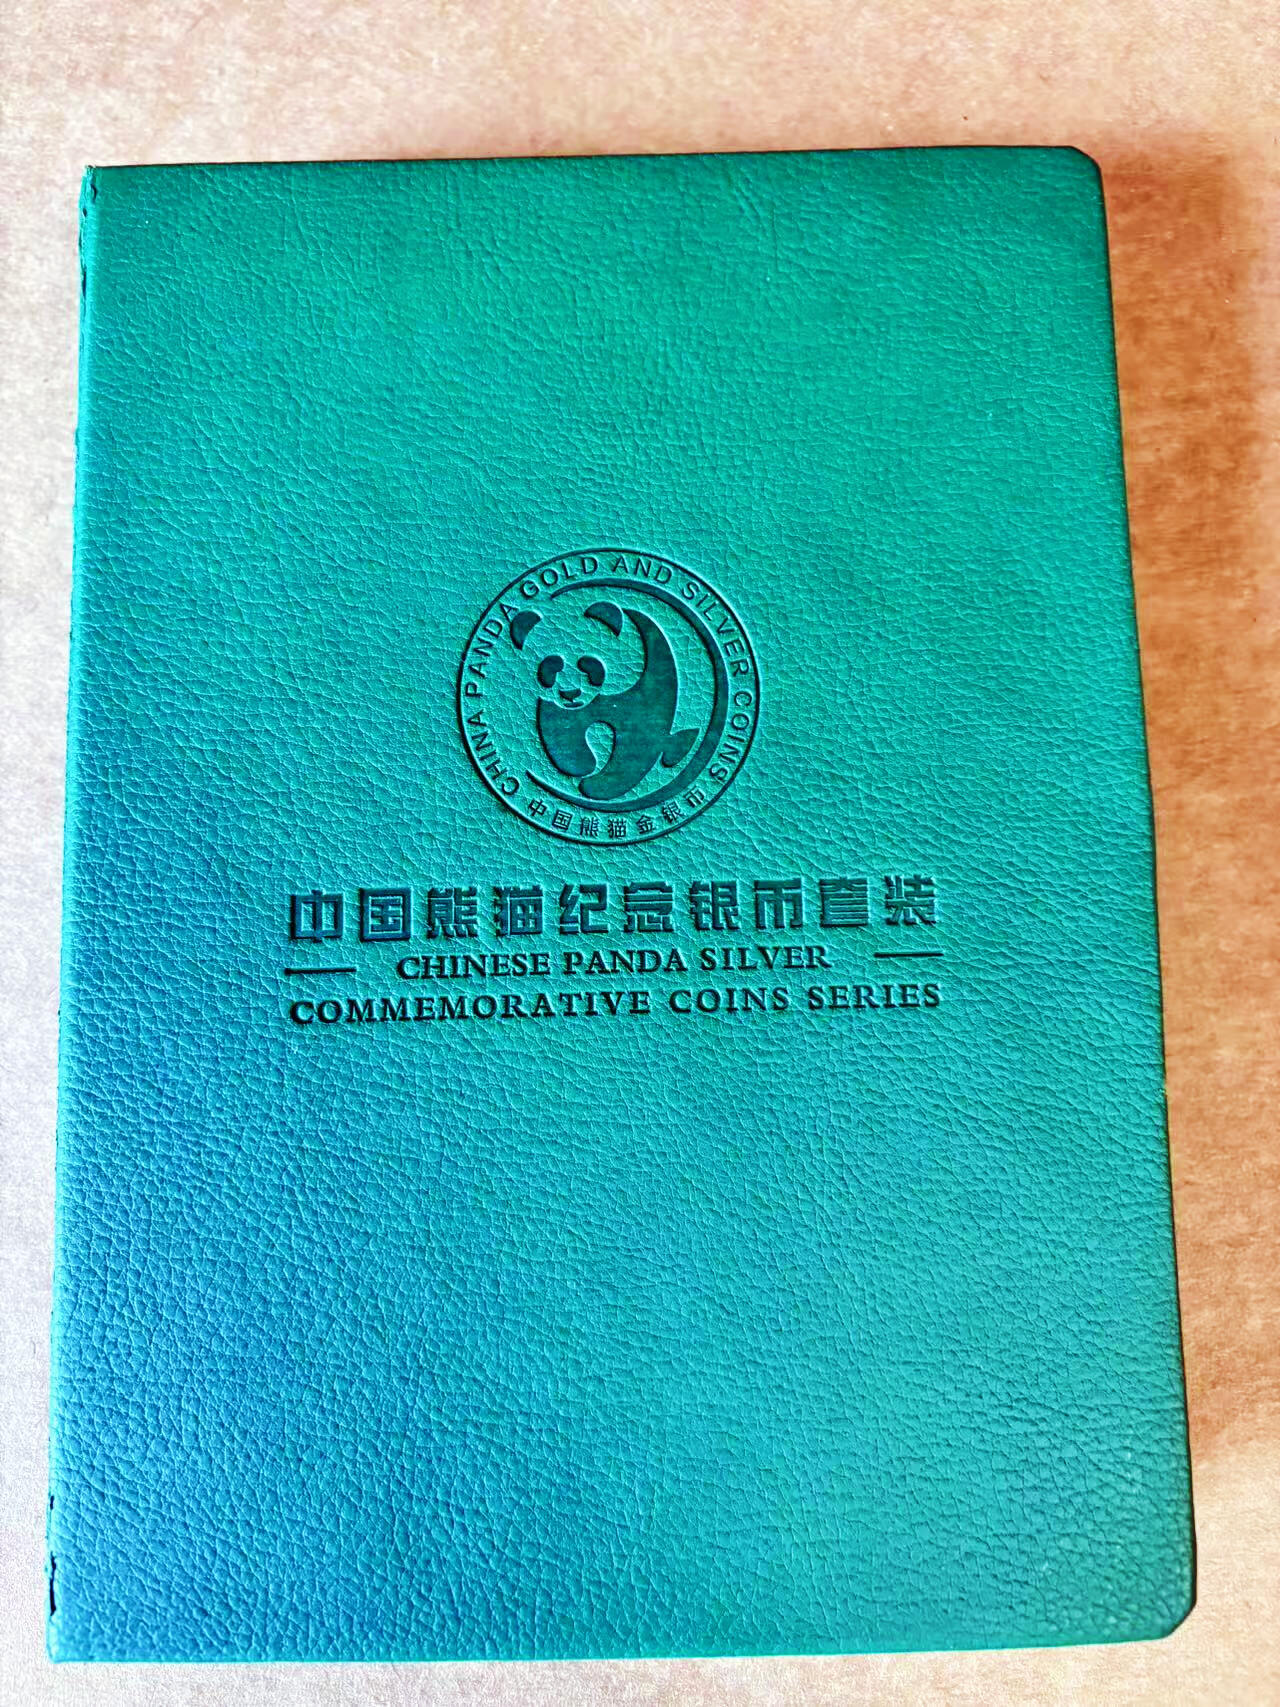 CHINA PANDA GOLD AND SILVER COINS
中国熊猫金银币
中国熊猫纪念银币套装
CHINESE PANDA SILVER
COMMEMORATIVE COINS SERIES